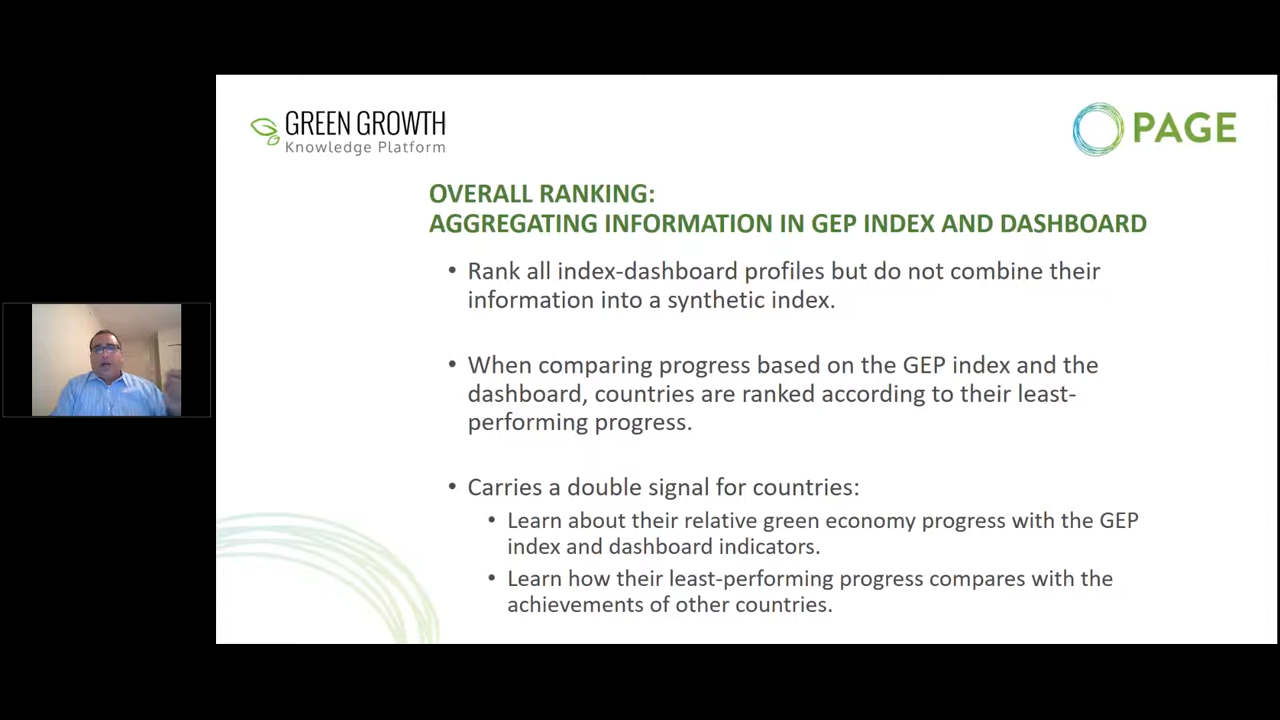 GREEN GROWTH
Knowledge Platform
PAGE
OVERALL RANKING:
AGGREGATING INFORMATION IN GEP INDEX AND DASHBOARD
• Rank all index-dashboard profiles but do not combine their
information into a synthetic index.
• When comparing progress based on the GEP index and the
dashboard, countries are ranked according to their least-
performing progress.
• Carries a double signal for countries:
• Learn about their relative green economy progress with the GEP
index and dashboard indicators.
• Learn how their least-performing progress compares with the
achievements of other countries.